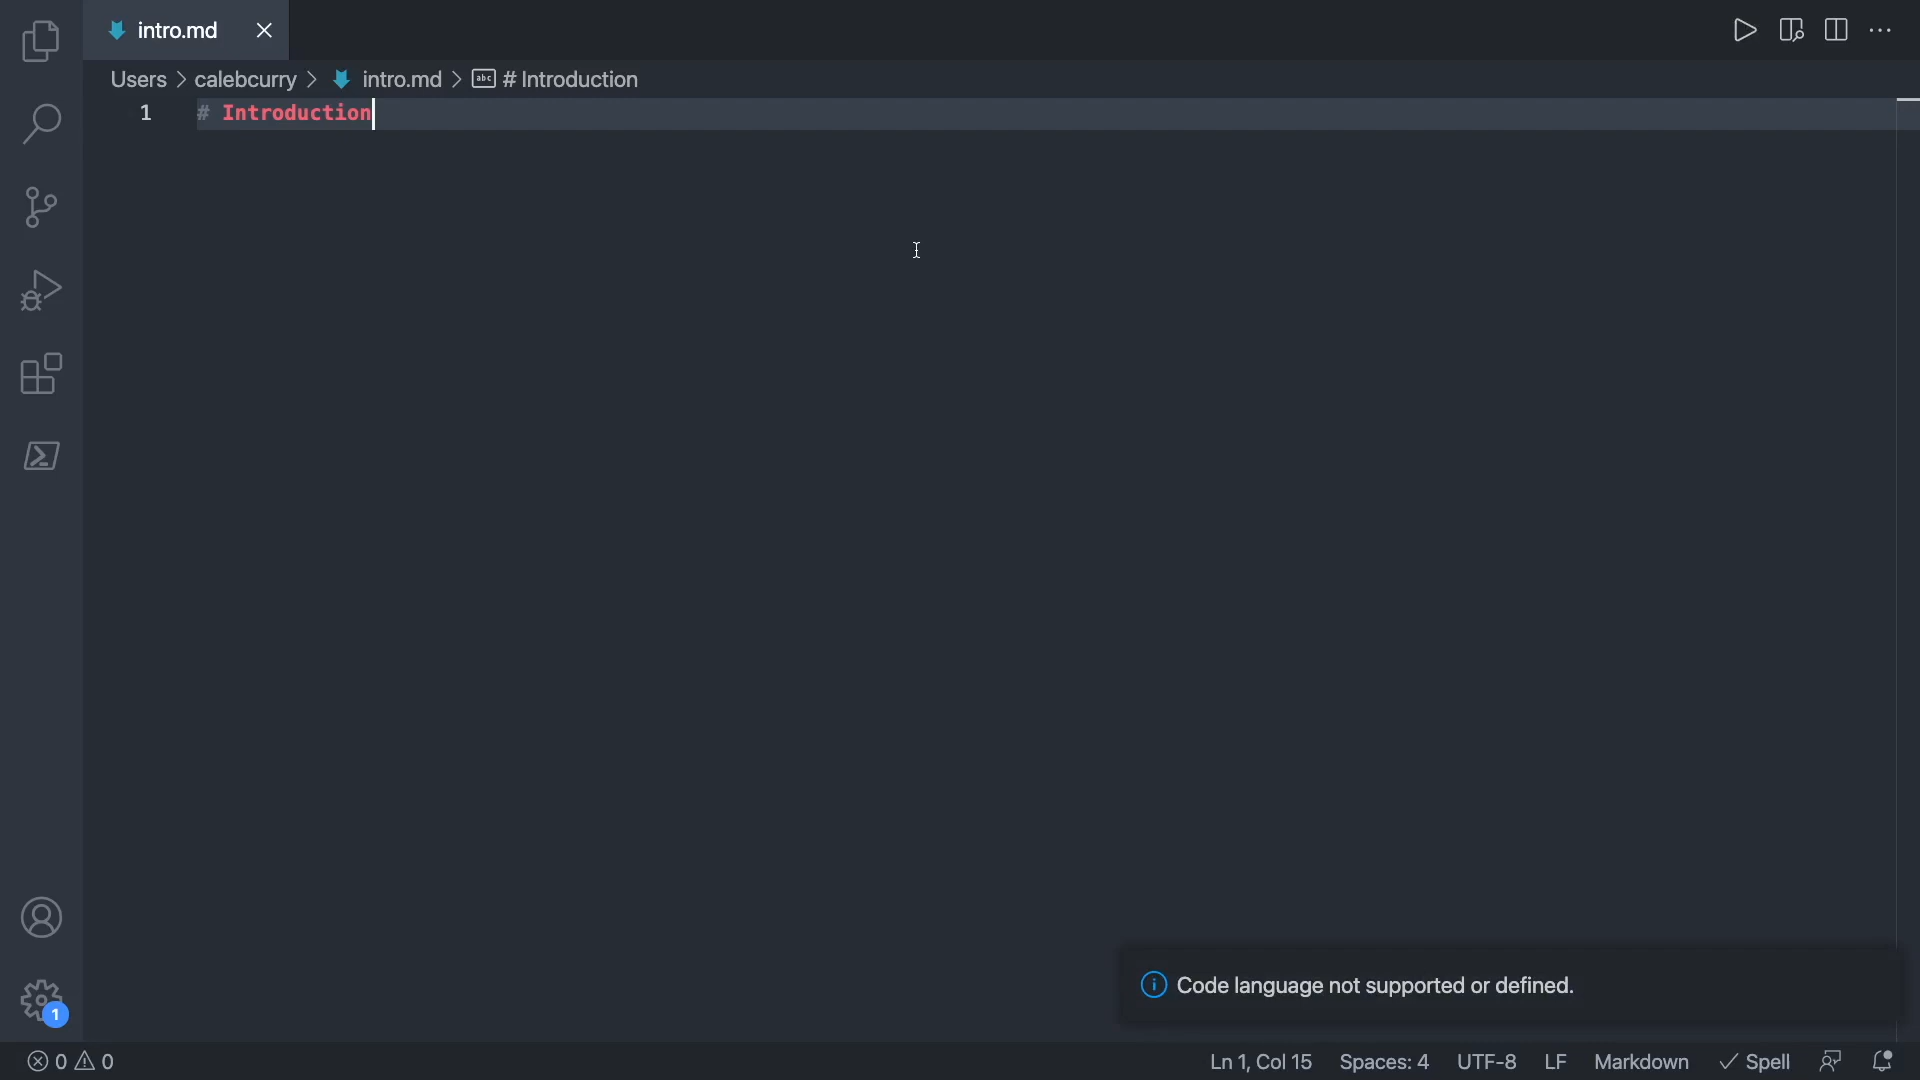 intro.md
Users > calebcurry > intro.md > abc # Introduction
1 # Introduction
Code language not supported or defined.
1
0 0 Ln 1, Col 15 Spaces: 4 UTF-8 LF Markdown Spell